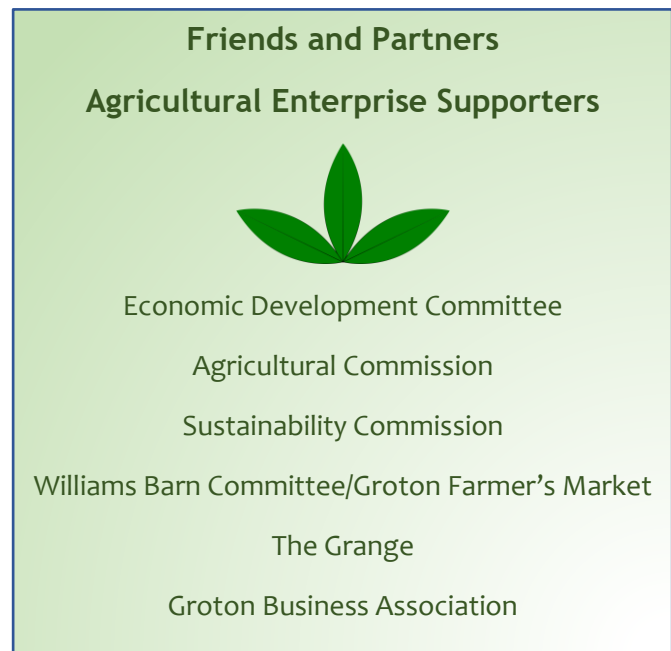 Friends and Partners
Agricultural Enterprise Supporters
Economic Development Committee
Agricultural Commission
Sustainability Commission
Williams Barn Committee/Groton Farmer’s Market
The Grange
Groton Business Association